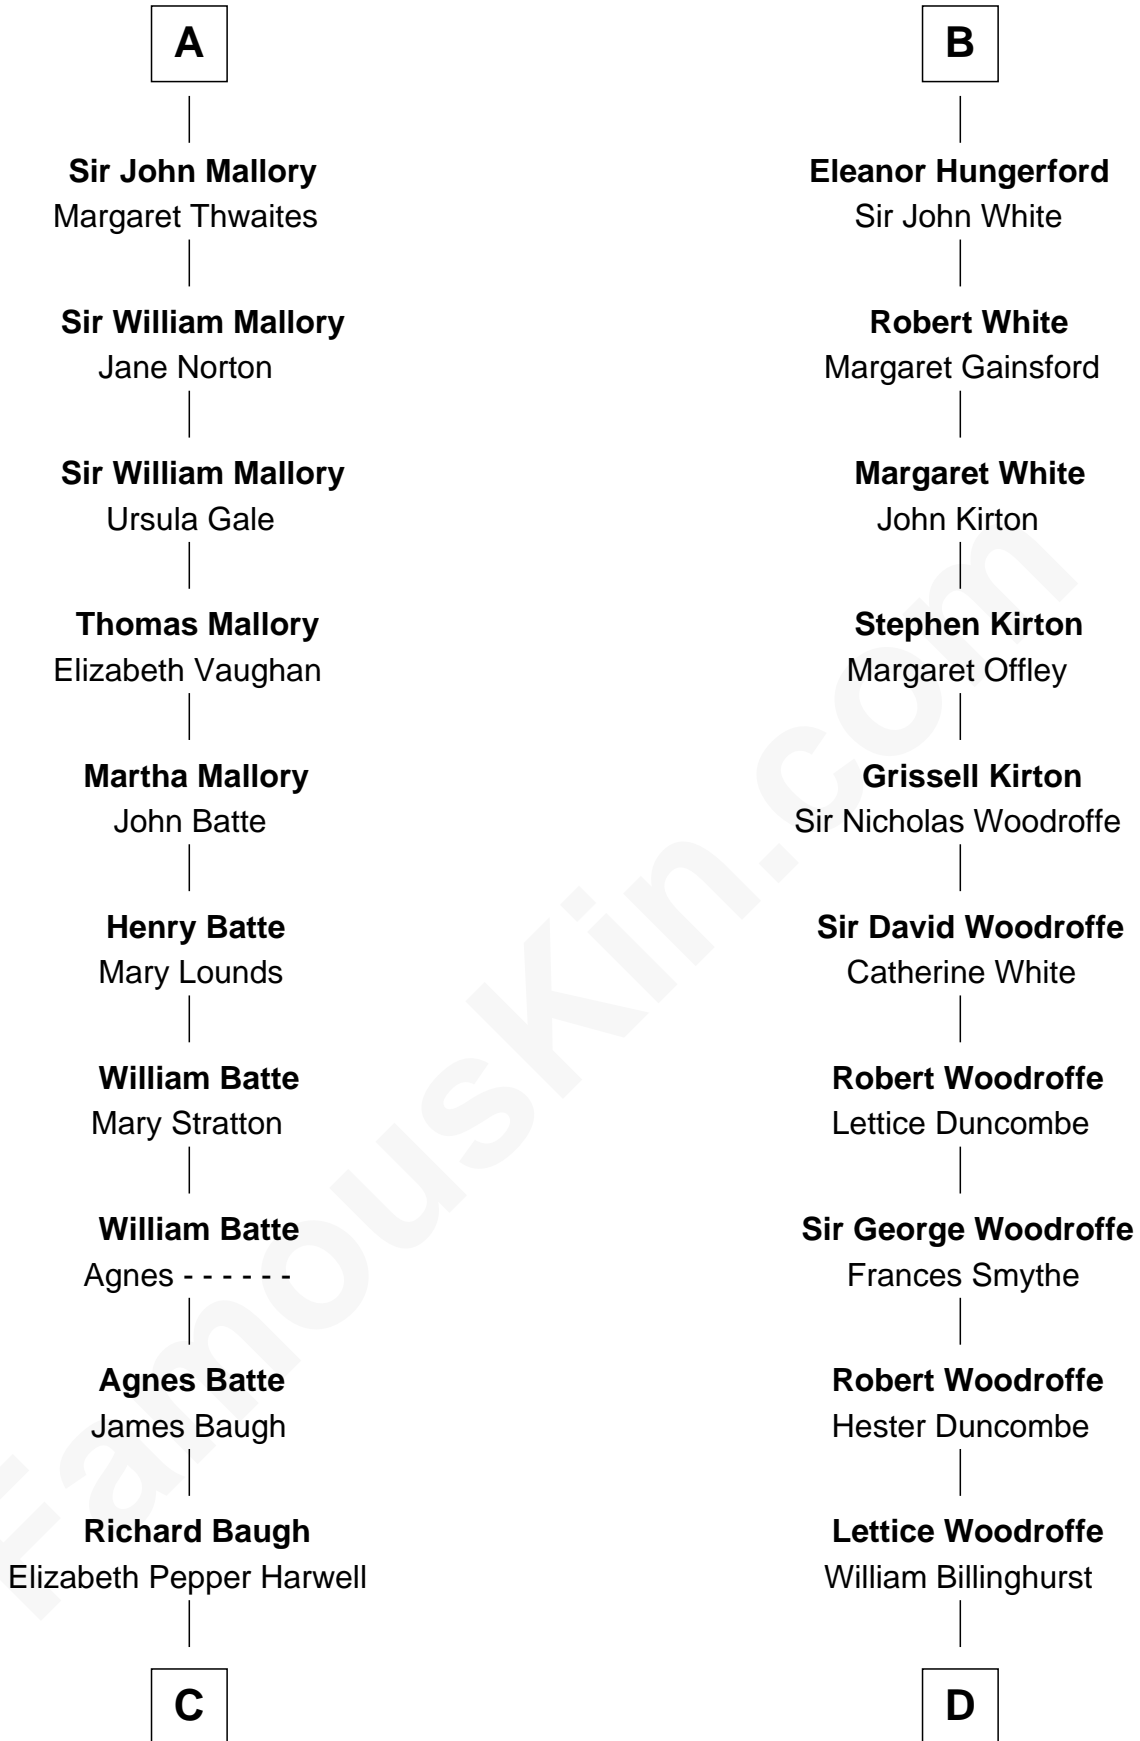 A
Sir John Mallory
Margaret Thwaites
Sir William Mallory
Jane Norton
Sir William Mallory
Ursula Gale
Thomas Mallory
Elizabeth Vaughan
Martha Mallory
John Batte
Henry Batte
Mary Lounds
William Batte
Mary Stratton
William Batte
Agnes - - - - - -
Agnes Batte
James Baugh
Richard Baugh
Elizabeth Pepper Harwell
C
B
Eleanor Hungerford
Sir John White
Robert White
Margaret Gainsford
Margaret White
John Kirton
Stephen Kirton
Margaret Offley
Grissell Kirton
Sir Nicholas Woodroffe
Sir David Woodroffe
Catherine White
Robert Woodroffe
Lettice Duncombe
Sir George Woodroffe
Frances Smythe
Robert Woodroffe
Hester Duncombe
Lettice Woodroffe
William Billinghurst
D
FamousKin.com